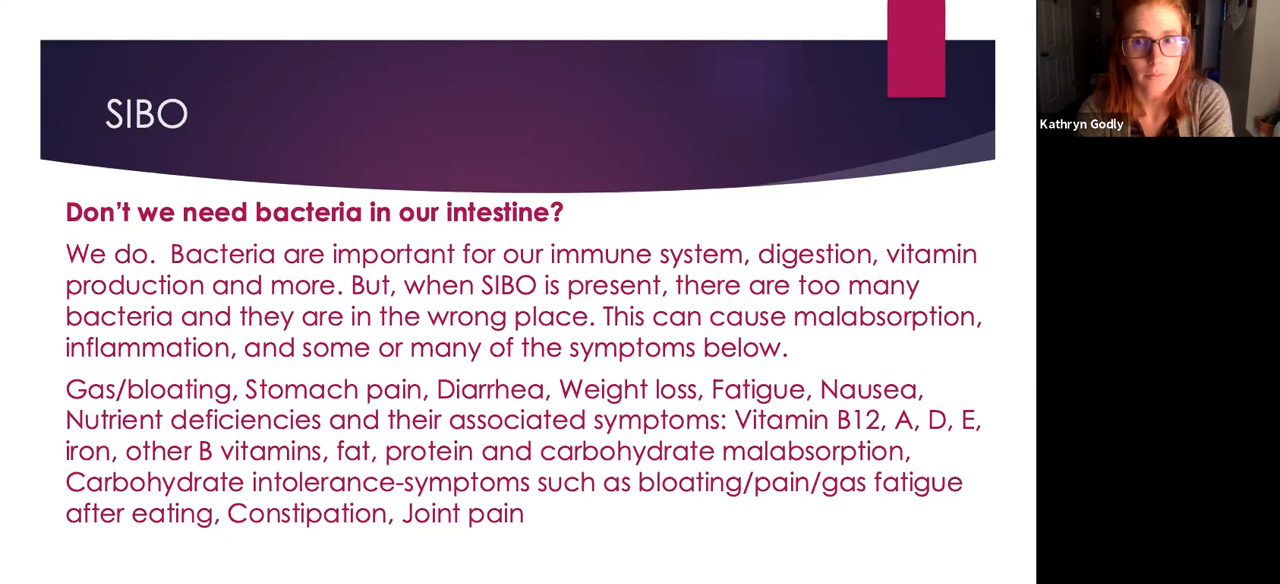 SIBO
Don't we need bacteria in our intestine?
We do.  Bacteria are important for our immune system, digestion, vitamin
production and more. But, when SIBO is present, there are too many
bacteria and they are in the wrong place. This can cause malabsorption,
inflammation, and some or many of the symptoms below.
Gas/bloating, Stomach pain, Diarrhea, Weight loss, Fatigue, Nausea,
Nutrient deficiencies and their associated symptoms: Vitamin B12, A, D, E,
iron, other B vitamins, fat, protein and carbohydrate malabsorption,
Carbohydrate intolerance-symptoms such as bloating/pain/gas fatigue
after eating, Constipation, Joint pain
Kathryn Godly